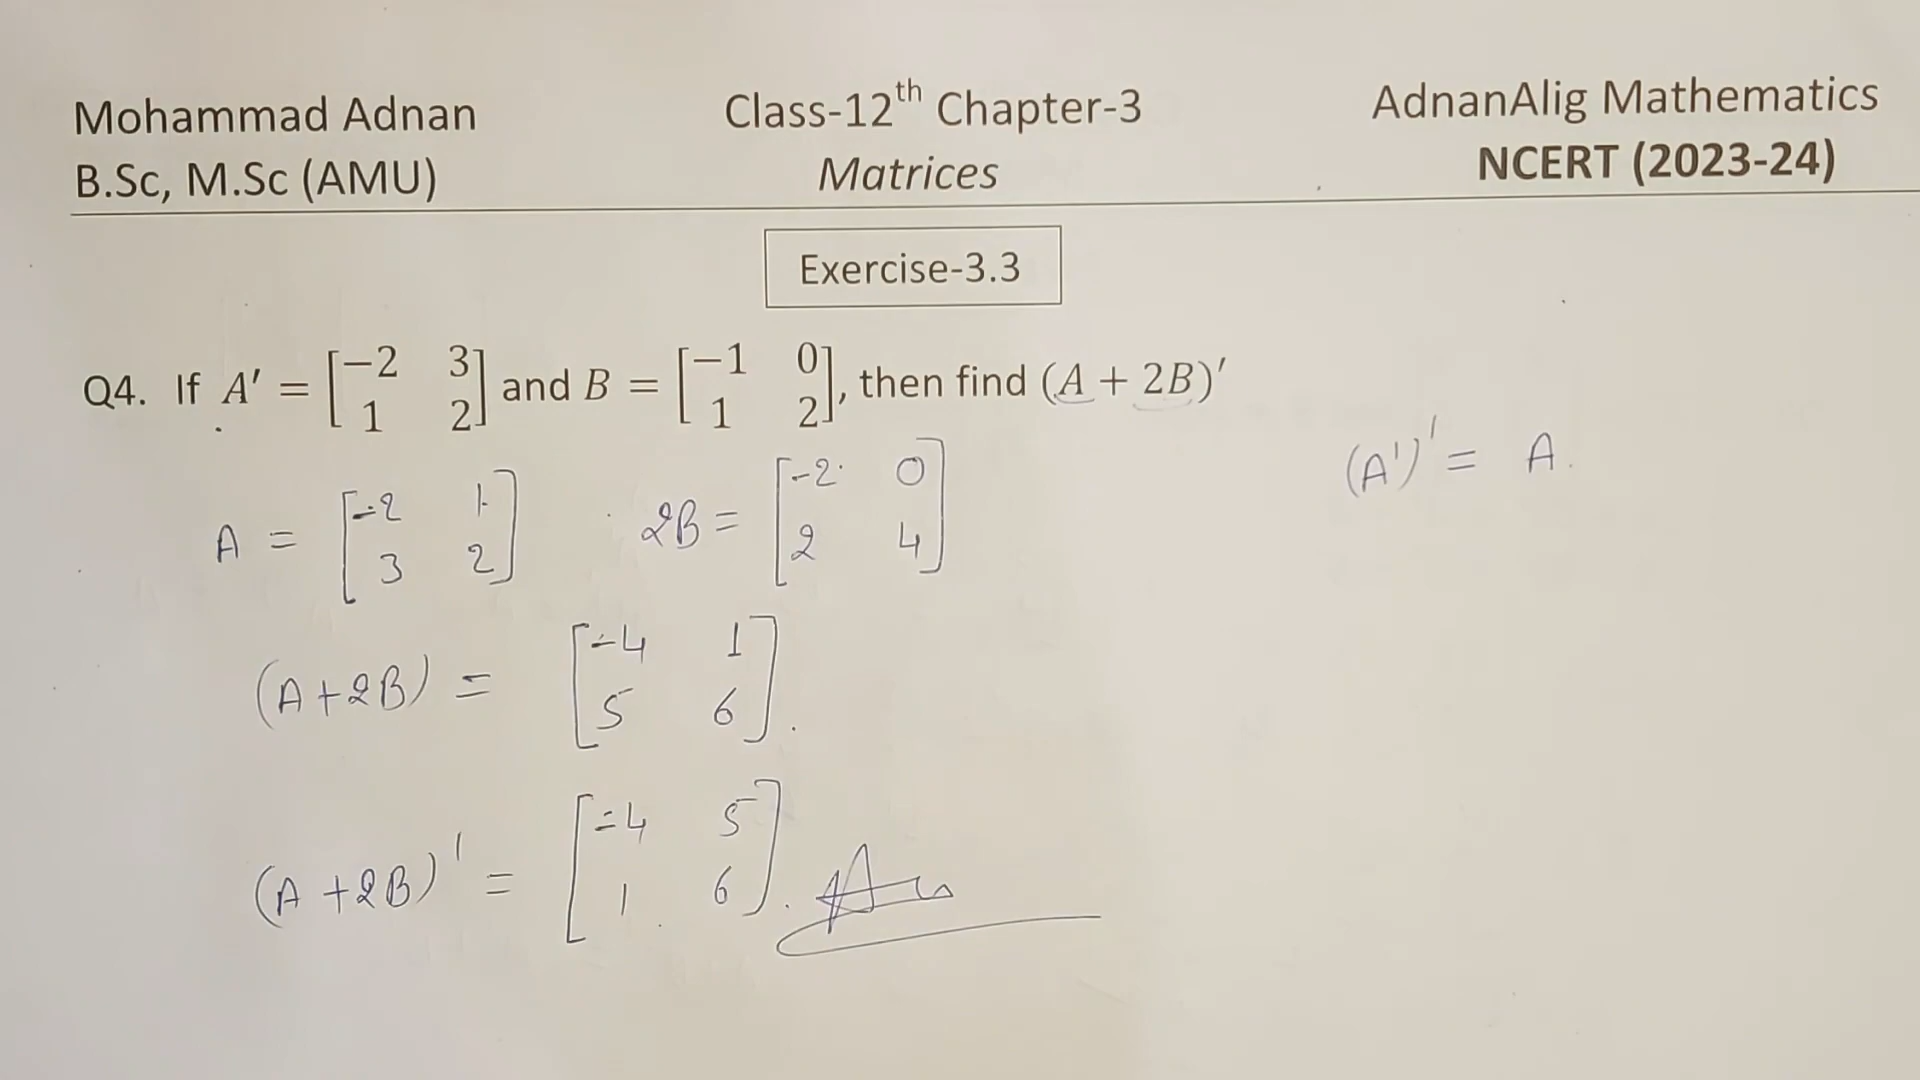 Mohammad Adnan
B.Sc, M.Sc (AMU)
Class-12th Chapter-3
Matrices
AdnanAlig Mathematics
NCERT (2023-24)
Exercise-3.3
Q4. If A′ = [−2 3; 1 2] and B = [−1 0; 1 2], then find (A + 2B)′
(A')' = A.
A = [-2 1; 3 2] 2B = [-2 0; 2 4]
(A+2B) = [-4 1; 5 6].
(A+2B)' = [-4 5; 1 6]. Ans